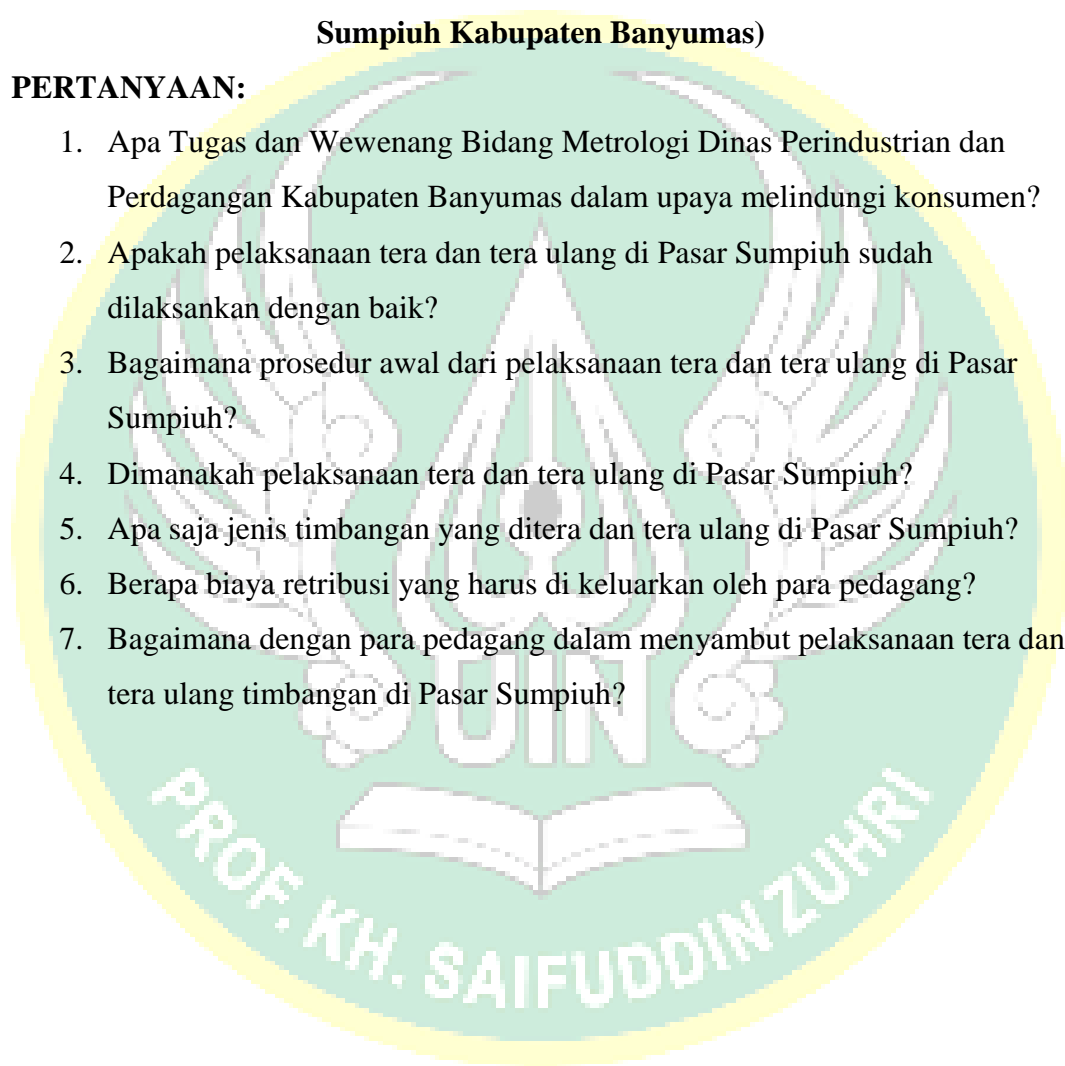 Sumpiuh Kabupaten Banyumas)
PERTANYAAN:
1. Apa Tugas dan Wewenang Bidang Metrologi Dinas Perindustrian dan
Perdagangan Kabupaten Banyumas dalam upaya melindungi konsumen?
2. Apakah pelaksanaan tera dan tera ulang di Pasar Sumpiuh sudah
dilaksankan dengan baik?
3. Bagaimana prosedur awal dari pelaksanaan tera dan tera ulang di Pasar
Sumpiuh?
4. Dimanakah pelaksanaan tera dan tera ulang di Pasar Sumpiuh?
5. Apa saja jenis timbangan yang ditera dan tera ulang di Pasar Sumpiuh?
6. Berapa biaya retribusi yang harus di keluarkan oleh para pedagang?
7. Bagaimana dengan para pedagang dalam menyambut pelaksanaan tera dan
tera ulang timbangan di Pasar Sumpiuh?
UIN
PROF. KH. SAIFUDDIN ZUHRI